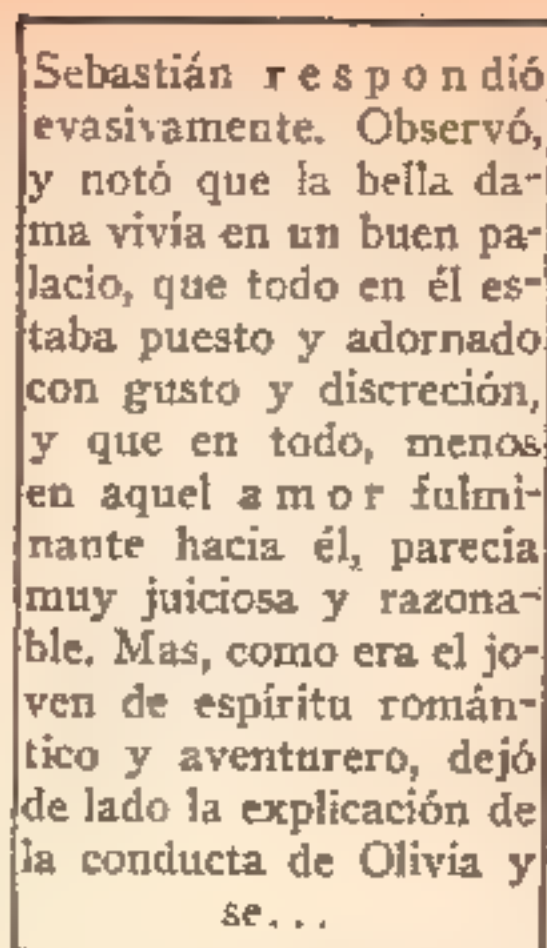 Sebastián respondió
evasivamente. Observó,
y notó que la bella da-
ma vivía en un buen pa-
lacio, que todo en él es-
taba puesto y adornado
con gusto y discreción,
y que en todo, menos
en aquel amor fulmi-
nante hacia él, parecia
muy juiciosa y razona-
ble. Mas, como era el jo-
ven de espíritu román-
tico y aventurero, dejó
de lado la explicación de
la conducta de Olivia y
se...